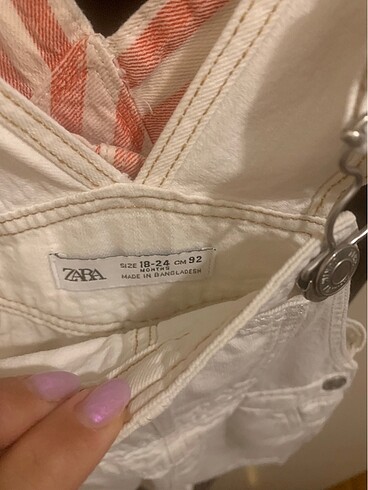 ZARA
SIZE 18-24 CM 92
MONTHS
MADE IN BANGLADESH